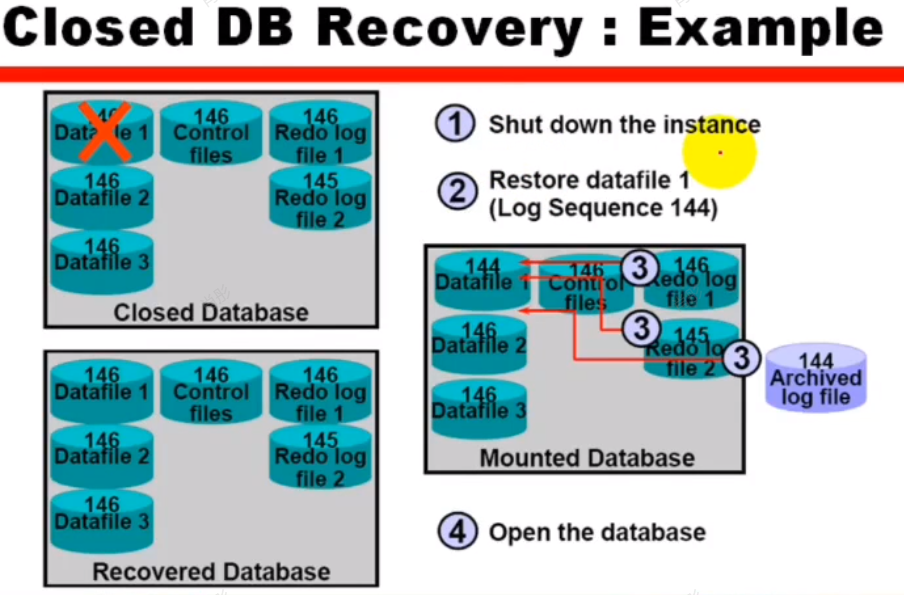 Closed DB Recovery : Example
146
Datafile 1
146
Control
files
146
Redo log
file 1
146
Datafile 2
145
Redo log
file 2
146
Datafile 3
Closed Database
1 Shut down the instance
2 Restore datafile 1
(Log Sequence 144)
144
Datafile 1
146
Control
files
3
146
Redo log
file 1
146
Datafile 2
3
145
Redo log
file 2
3
144
Archived
log file
146
Datafile 3
Mounted Database
146
Datafile 1
146
Control
files
146
Redo log
file 1
146
Datafile 2
145
Redo log
file 2
146
Datafile 3
Recovered Database
4 Open the database